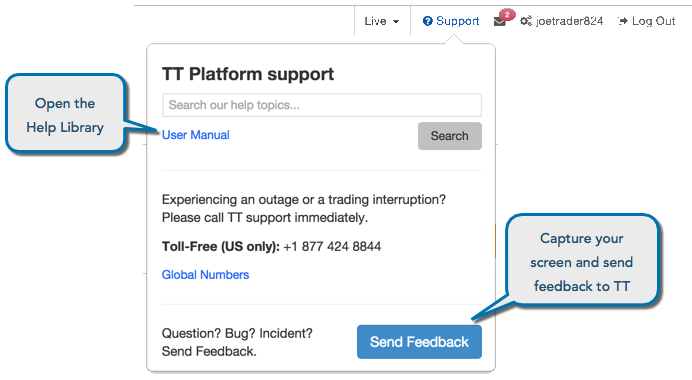 Live Support 2 joetrader824 Log Out
TT Platform support
Search our help topics...
Open the
Help Library
User Manual
Search
Experiencing an outage or a trading interruption?
Please call TT support immediately.
Toll-Free (US only): +1 877 424 8844
Global Numbers
Capture your
screen and send
feedback to TT
Question? Bug? Incident?
Send Feedback.
Send Feedback